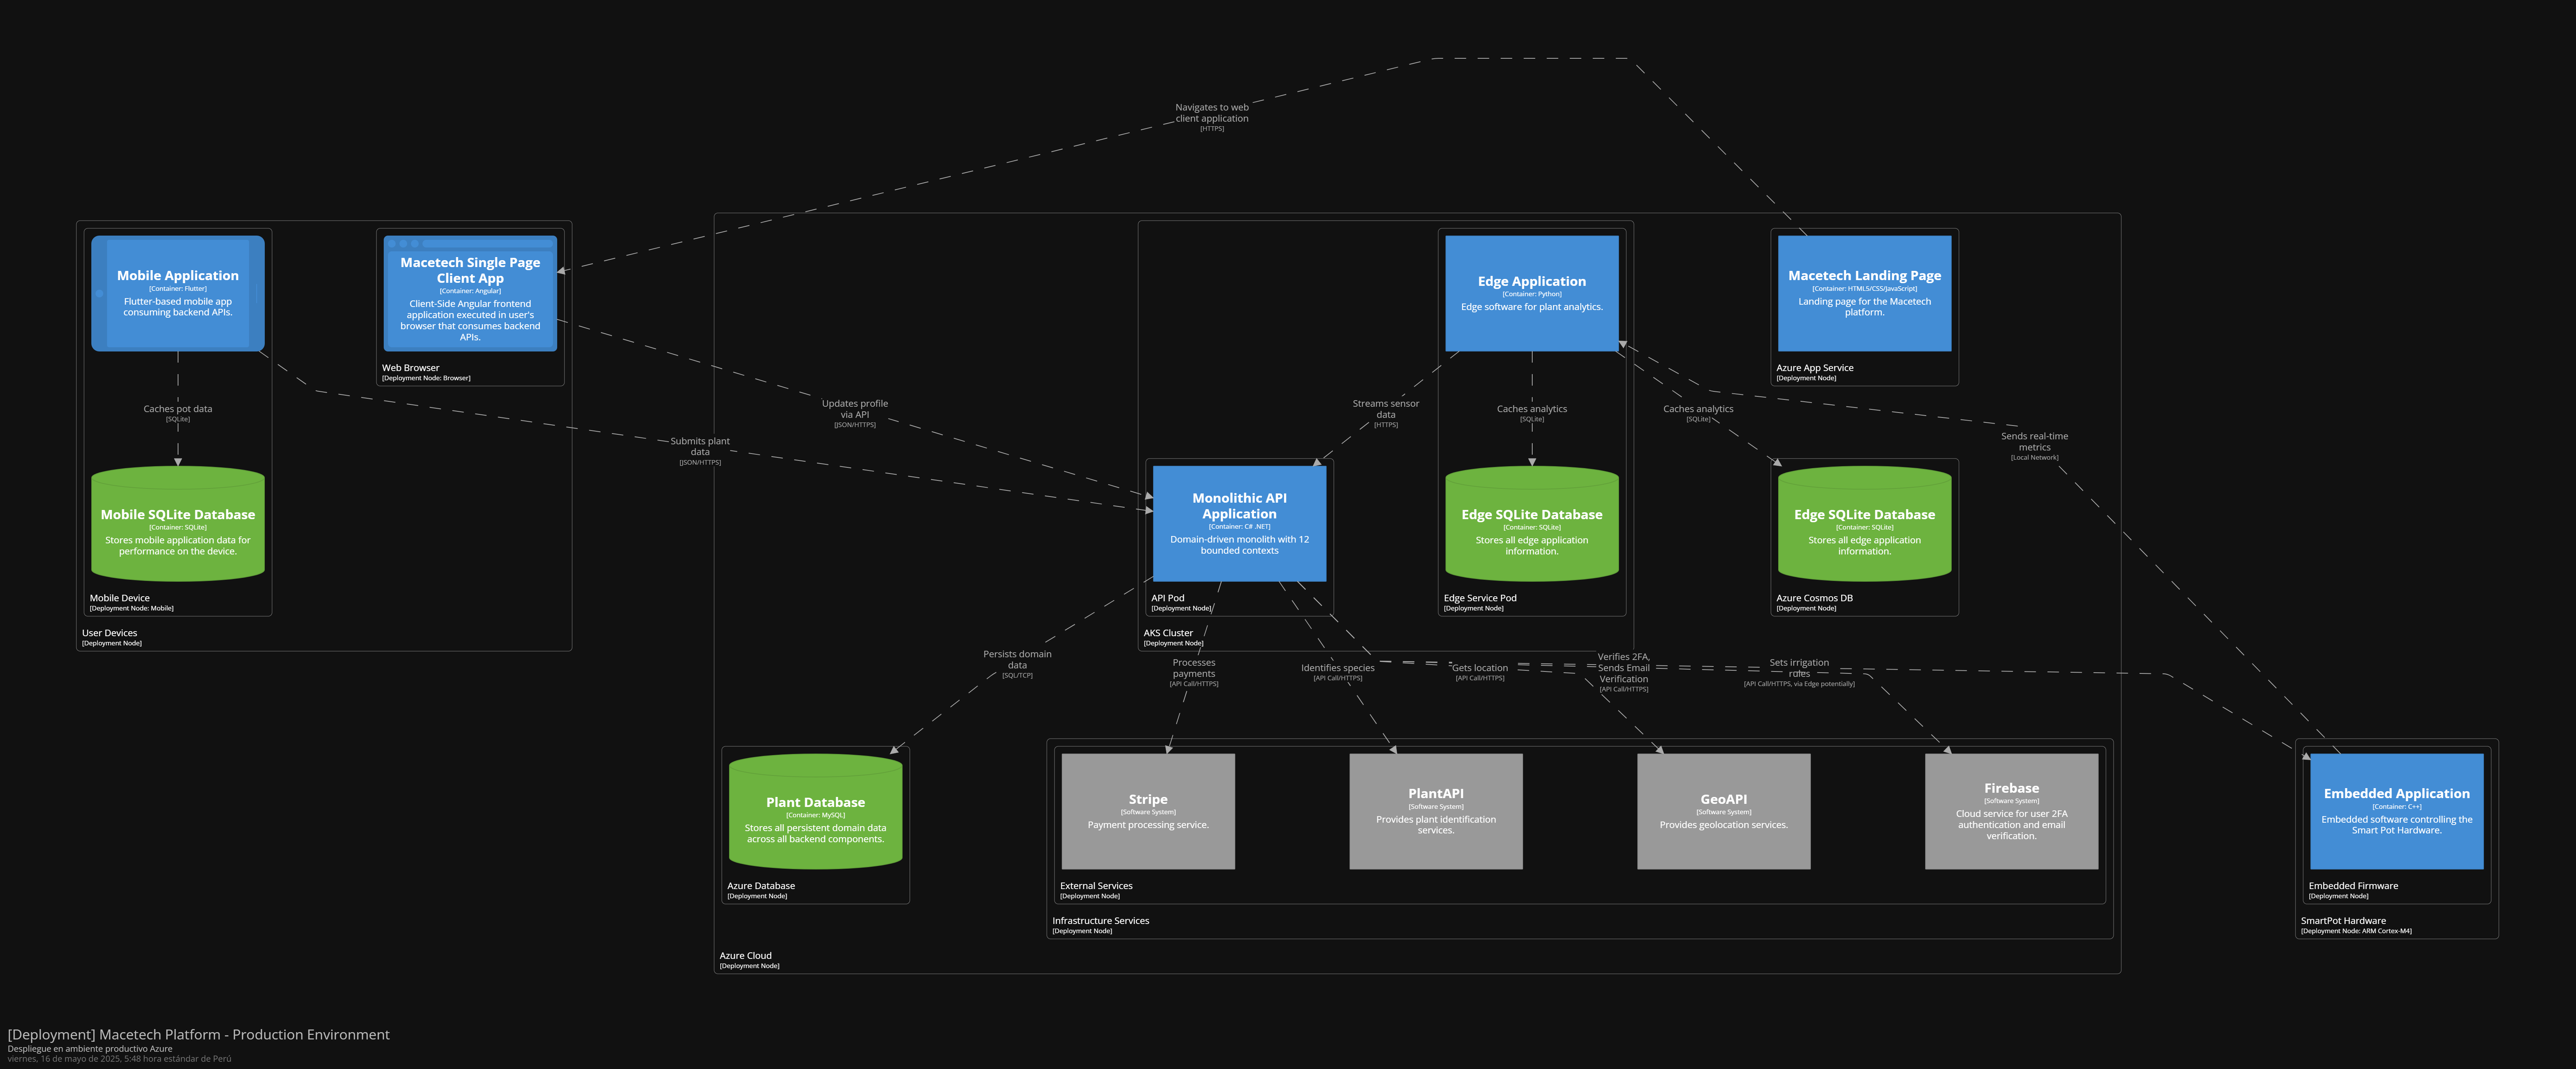 Navigates to web
client application
[HTTPS]
Mobile Application
[Container: Flutter]
Flutter-based mobile app
consuming backend APIs.
Macetech Single Page
Client App
[Container: Angular]
Client-Side Angular frontend
application executed in user's
browser that consumes backend
APIs.
Web Browser
[Deployment Node: Browser]
Edge Application
[Container: Python]
Edge software for plant analytics.
Macetech Landing Page
[Container: HTML5/CSS/JavaScript]
Landing page for the Macetech
platform.
Azure App Service
[Deployment Node]
Caches pot data
[SQLite]
Submits plant
data
[JSON/HTTPS]
Updates profile
via API
[JSON/HTTPS]
Streams sensor
data
[HTTPS]
Caches analytics
[SQLite]
Caches analytics
[SQLite]
Sends real-time
metrics
[Local Network]
Mobile SQLite Database
[Container: SQLite]
Stores mobile application data for
performance on the device.
Mobile Device
[Deployment Node: Mobile]
User Devices
[Deployment Node]
Monolithic API
Application
[Container: C# .NET]
Domain-driven monolith with 12
bounded contexts
API Pod
[Deployment Node]
AKS Cluster
[Deployment Node]
Edge SQLite Database
[Container: SQLite]
Stores all edge application
information.
Edge Service Pod
[Deployment Node]
Edge SQLite Database
[Container: SQLite]
Stores all edge application
information.
Azure Cosmos DB
[Deployment Node]
Persists domain
data
[SQL/TCP]
Processes
payments
[API Call/HTTPS]
Identifies species
[API Call/HTTPS]
Gets location
[API Call/HTTPS]
Verifies 2FA,
Sends Email
Verification
[API Call/HTTPS]
Sets irrigation
rules
[API Call/HTTPS, via Edge potentially]
Plant Database
[Container: MySQL]
Stores all persistent domain data
across all backend components.
Azure Database
[Deployment Node]
Stripe
[Software System]
Payment processing service.
PlantAPI
[Software System]
Provides plant identification
services.
GeoAPI
[Software System]
Provides geolocation services.
Firebase
[Software System]
Cloud service for user 2FA
authentication and email
verification.
External Services
[Deployment Node]
Infrastructure Services
[Deployment Node]
Azure Cloud
[Deployment Node]
Embedded Application
[Container: C++]
Embedded software controlling the
Smart Pot Hardware.
Embedded Firmware
[Deployment Node]
SmartPot Hardware
[Deployment Node: ARM Cortex-M4]
[Deployment] Macetech Platform - Production Environment
Despliegue en ambiente productivo Azure
viernes, 16 de mayo de 2025, 5:48 hora estándar de Perú